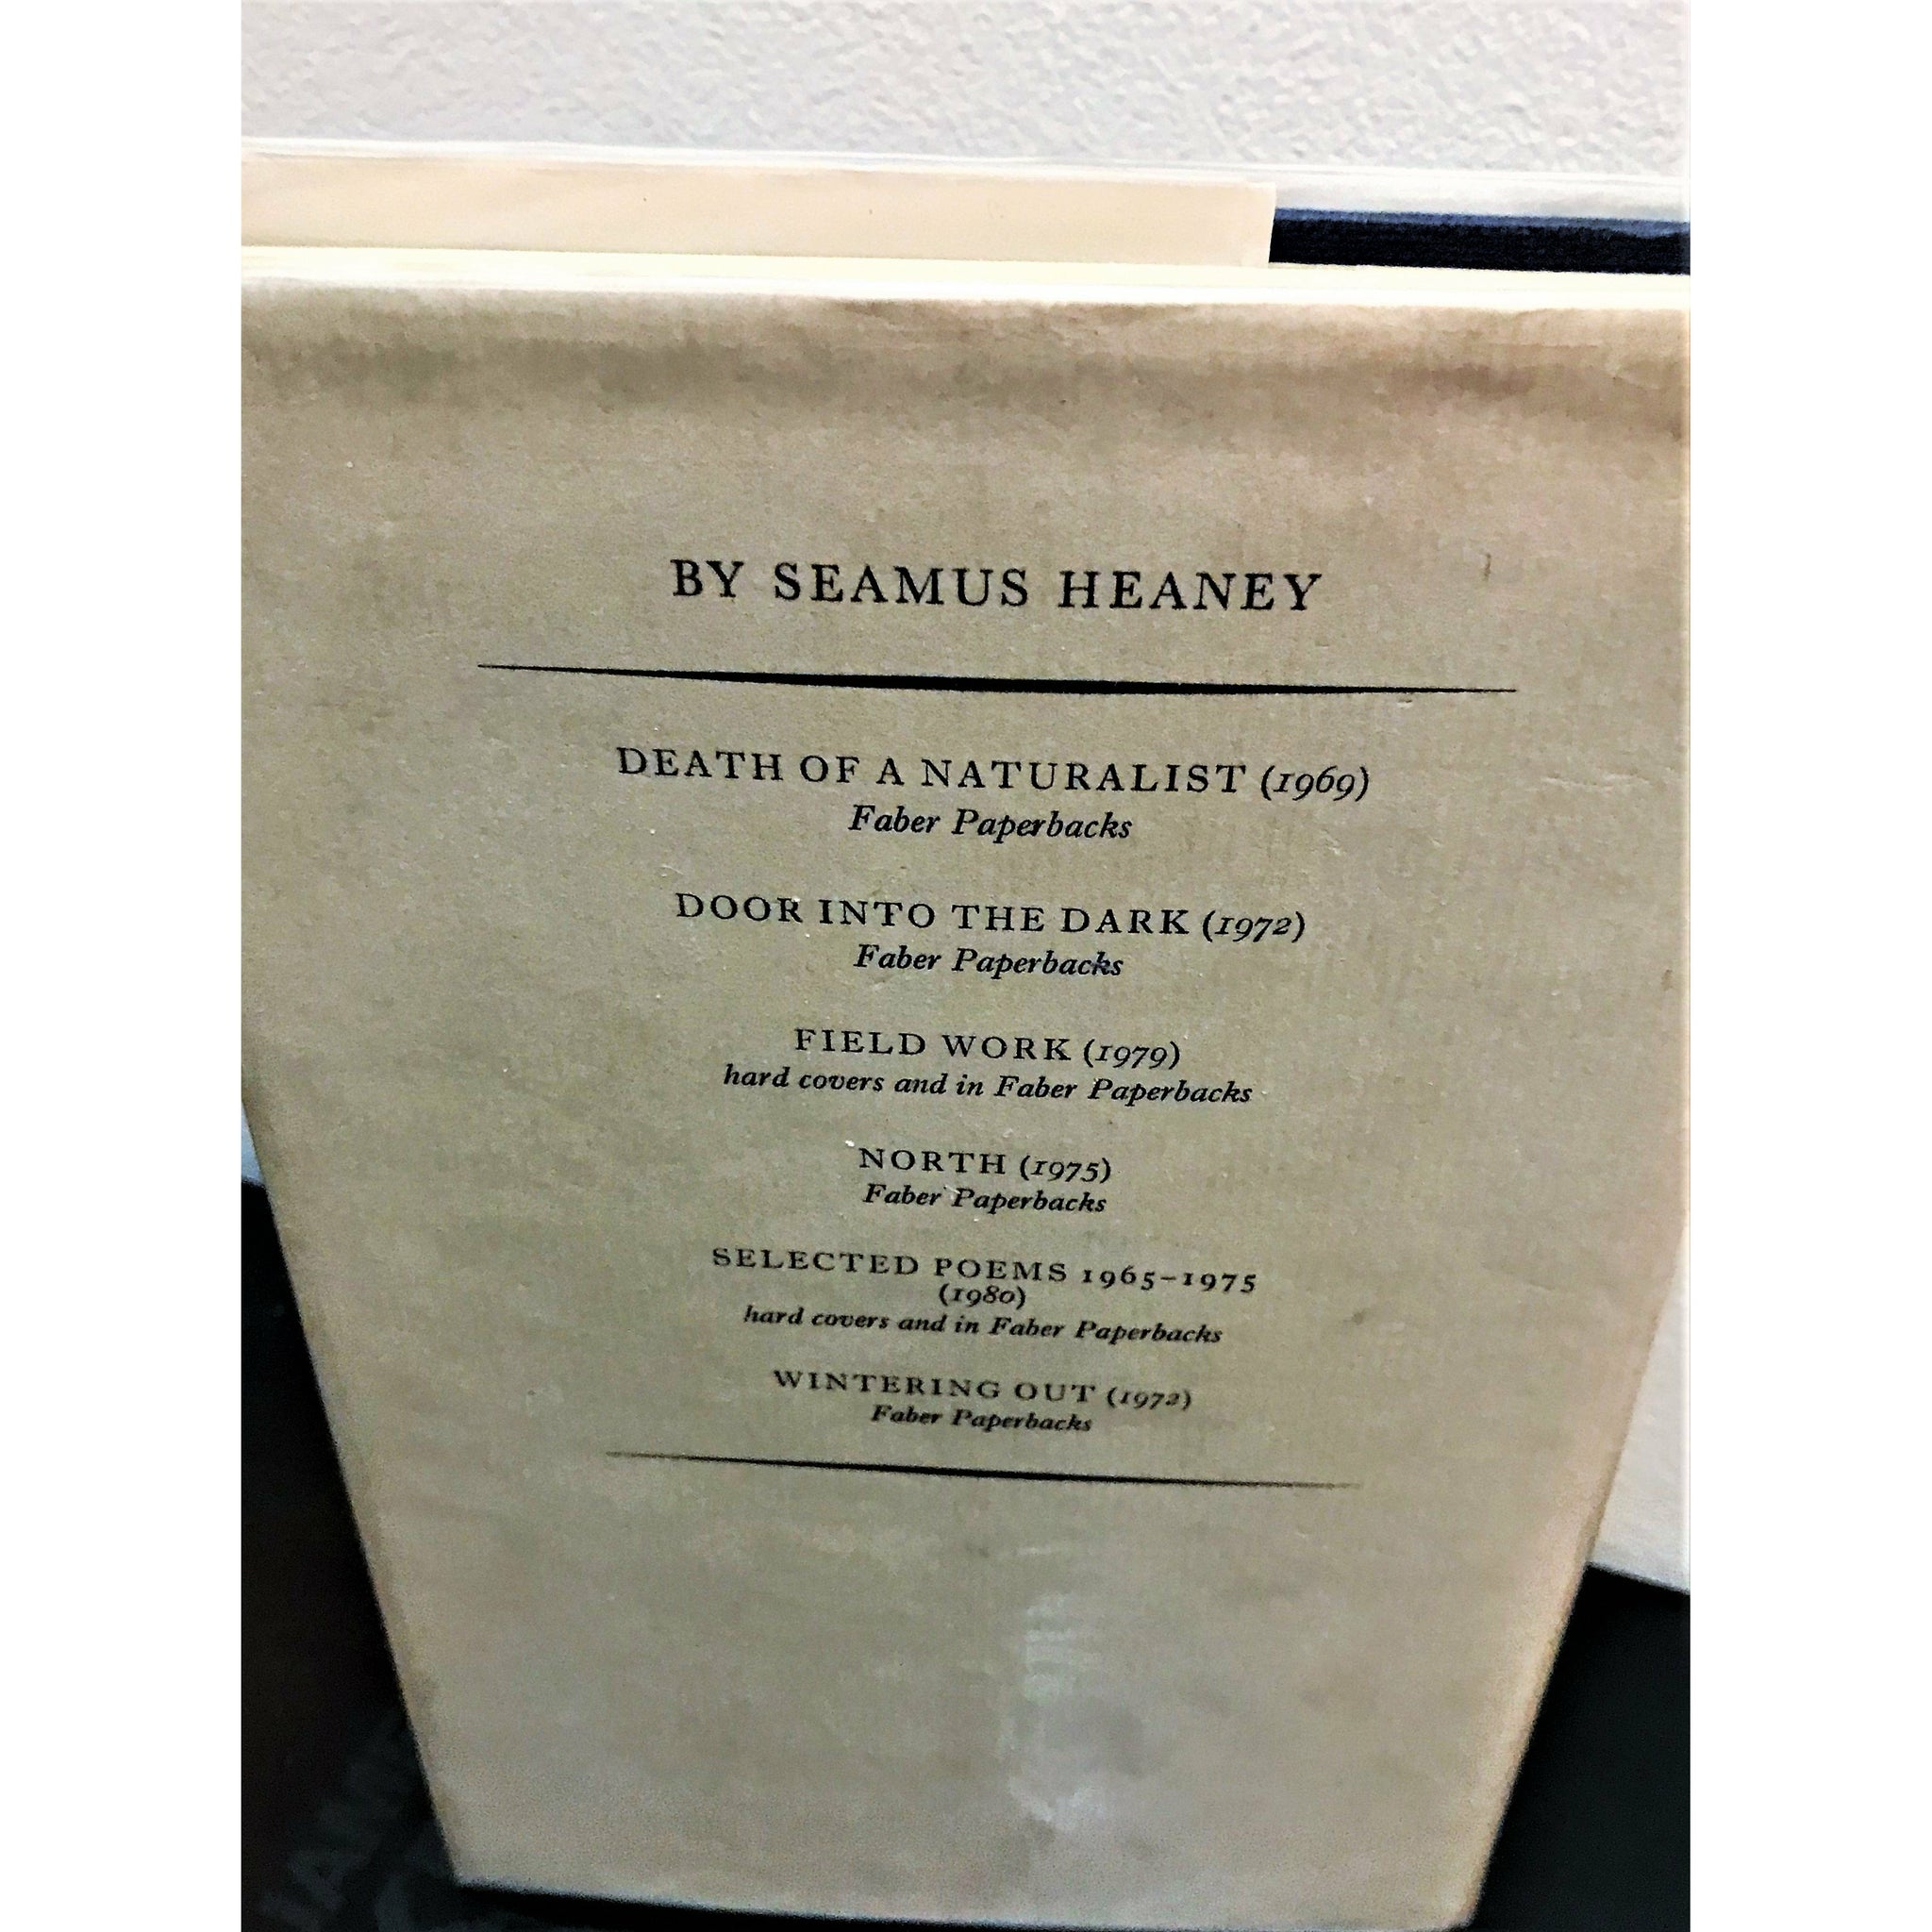 BY SEAMUS HEANEY
DEATH OF A NATURALIST (1969)
Faber Paperbacks
DOOR INTO THE DARK (1972)
Faber Paperbacks
FIELD WORK (1979)
hard covers and in Faber Paperbacks
NORTH (1975)
Faber Paperbacks
SELECTED POEMS 1965–1975
(1980)
hard covers and in Faber Paperbacks
WINTERING OUT (1972)
Faber Paperbacks